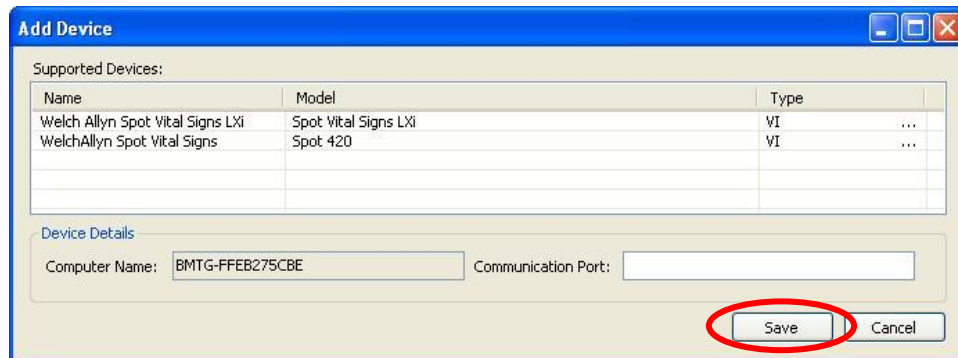 Add Device
Supported Devices:
Name Model Type
Welch Allyn Spot Vital Signs LXi Spot Vital Signs LXi VI ...
WelchAllyn Spot Vital Signs Spot 420 VI ...
Device Details
Computer Name: BMTG-FFEB275CBE Communication Port:
Save Cancel